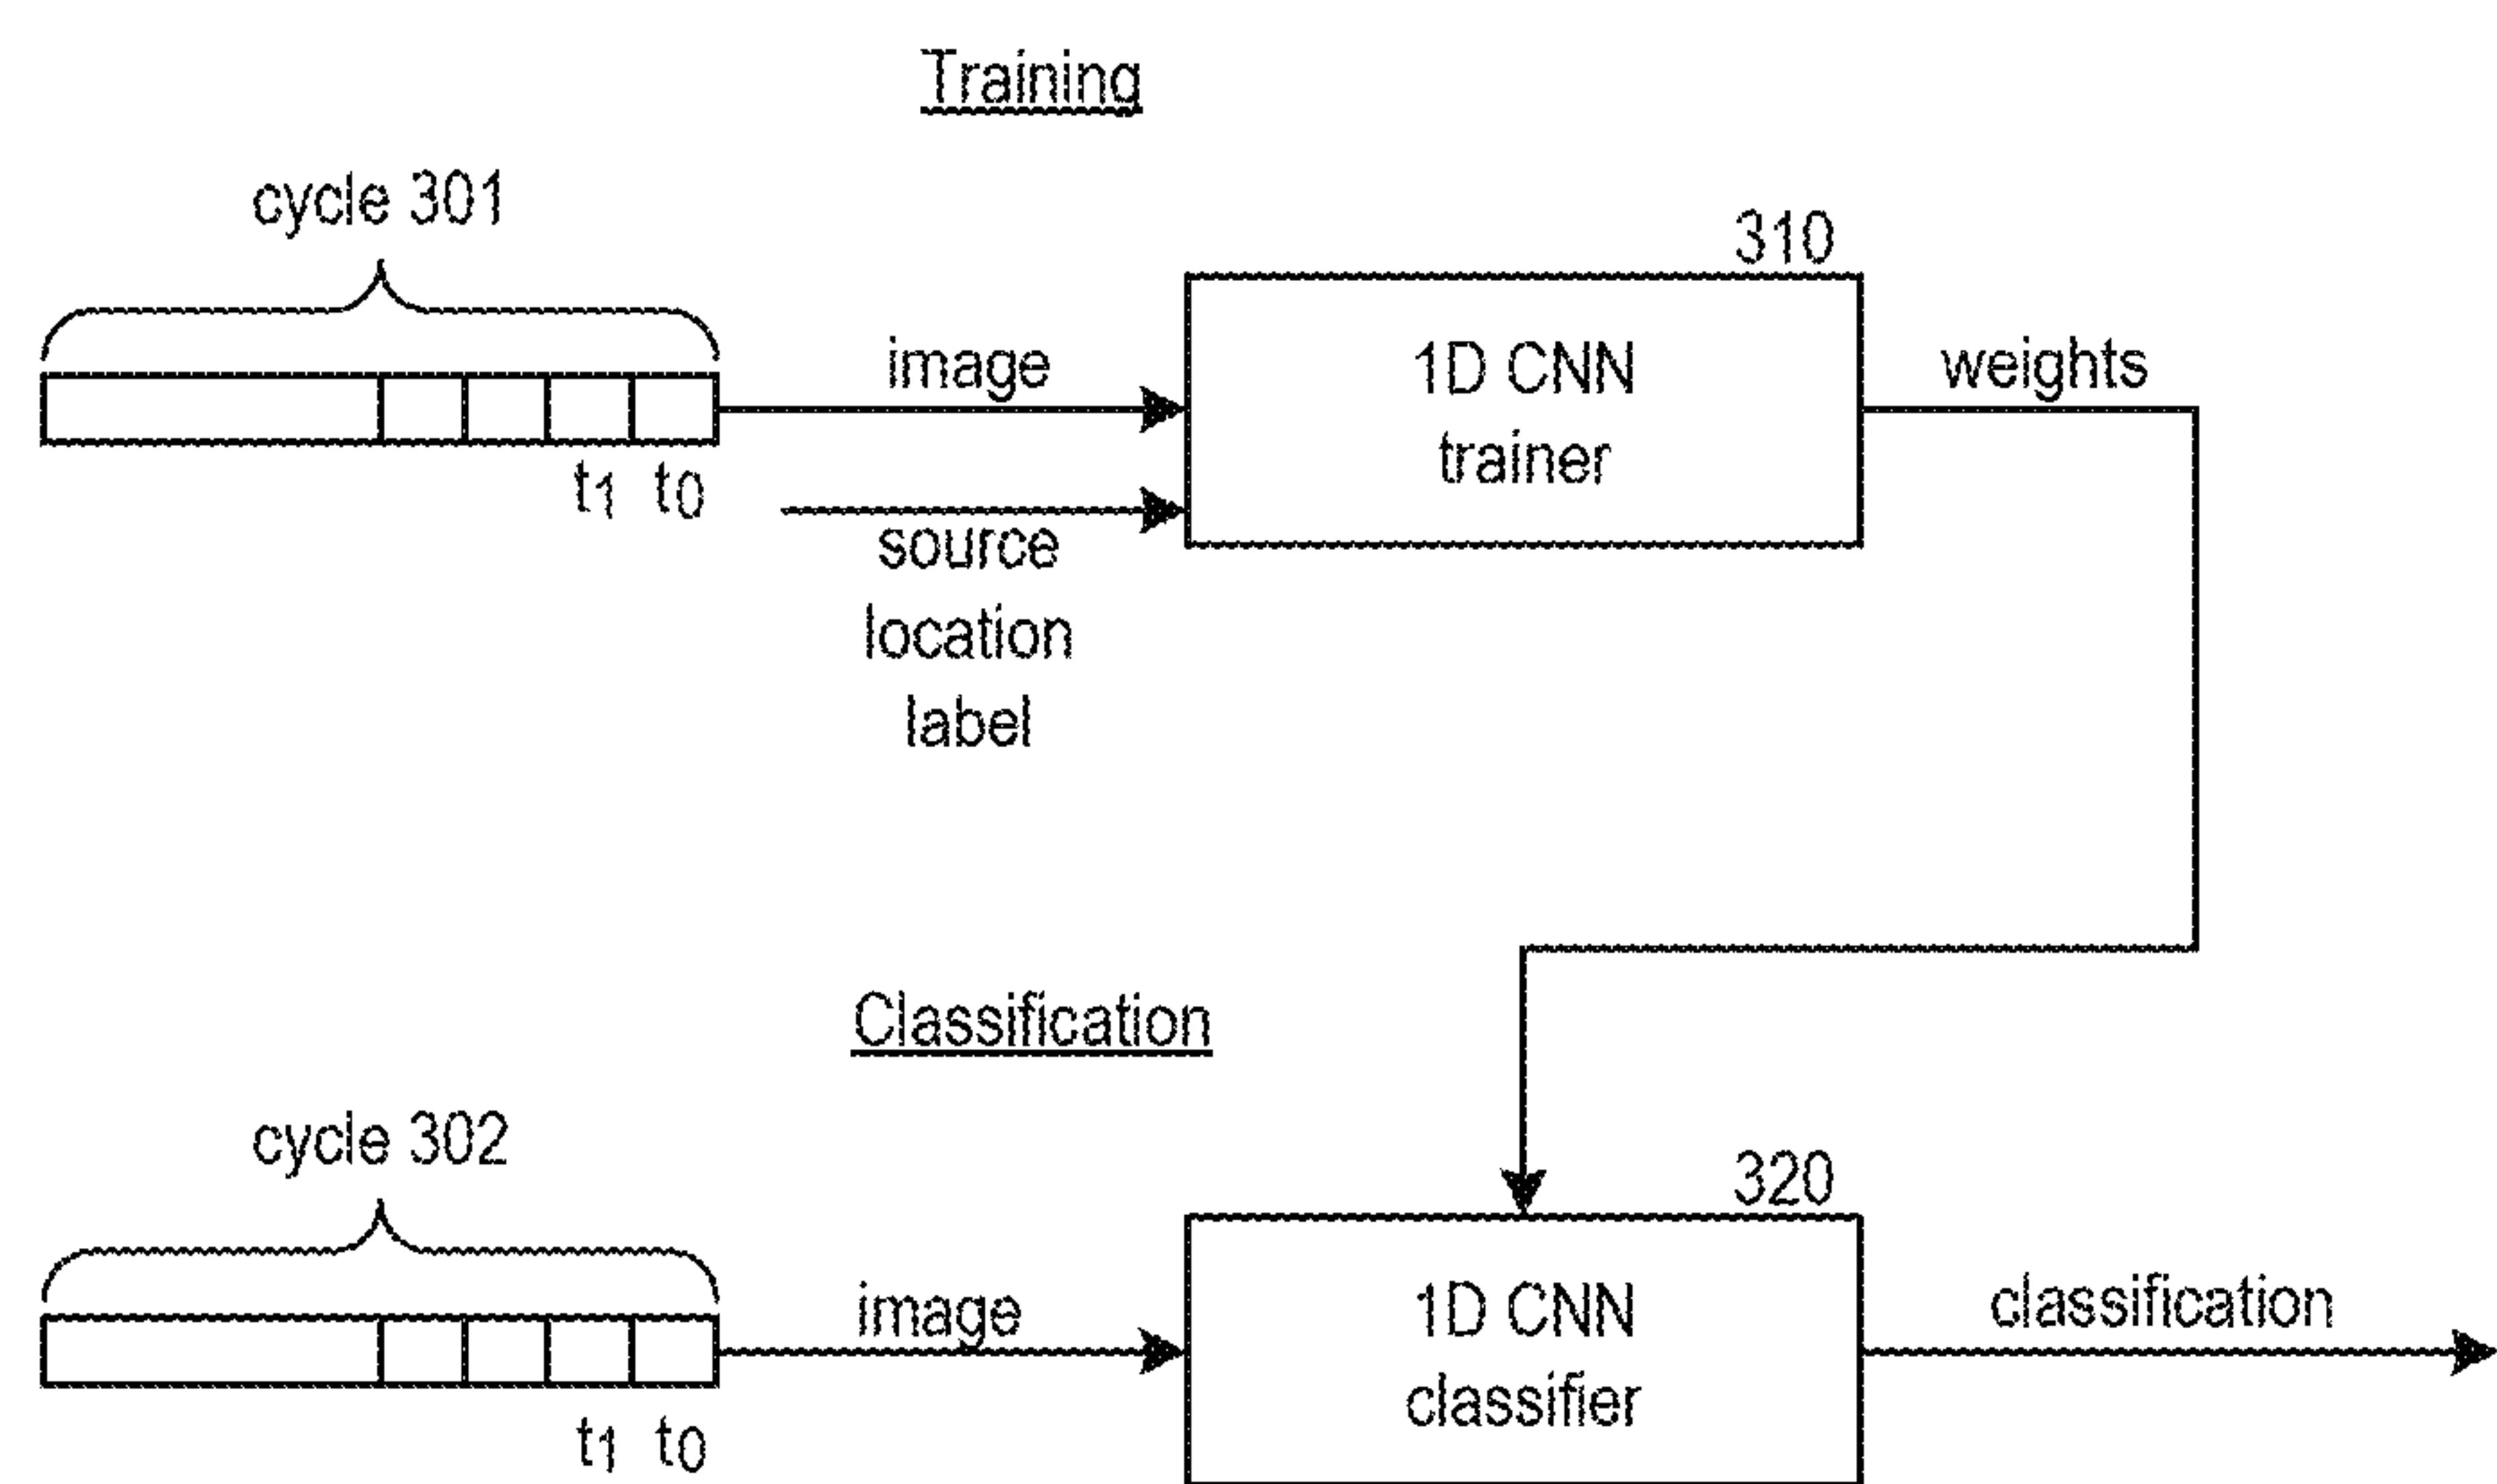 Training
cycle 301
310
image
1D CNN
trainer
weights
t1 t0
source
location
label
Classification
cycle 302
320
image
1D CNN
classifier
classification
t1 t0